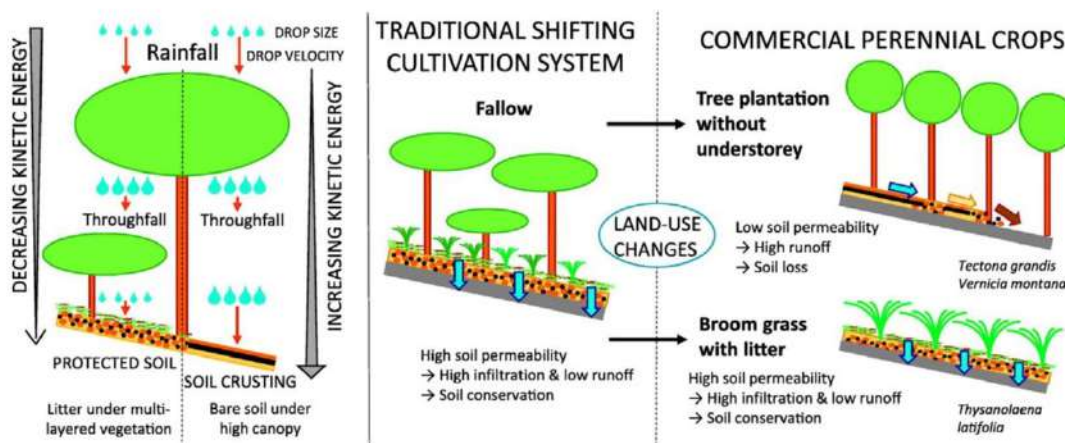 DROP SIZE
Rainfall
DROP VELOCITY
DECREASING KINETIC ENERGY
INCREASING KINETIC ENERGY
Throughfall
Throughfall
PROTECTED SOIL
SOIL CRUSTING
Litter under multi-
layered vegetation
Bare soil under
high canopy
TRADITIONAL SHIFTING
CULTIVATION SYSTEM
Fallow
High soil permeability
→ High infiltration & low runoff
→ Soil conservation
LAND-USE
CHANGES
COMMERCIAL PERENNIAL CROPS
Tree plantation
without
understorey
Low soil permeability
→ High runoff
→ Soil loss
Tectona grandis
Vernicia montana
Broom grass
with litter
High soil permeability
→ High infiltration & low runoff
→ Soil conservation
Thysanolaena
latifolia